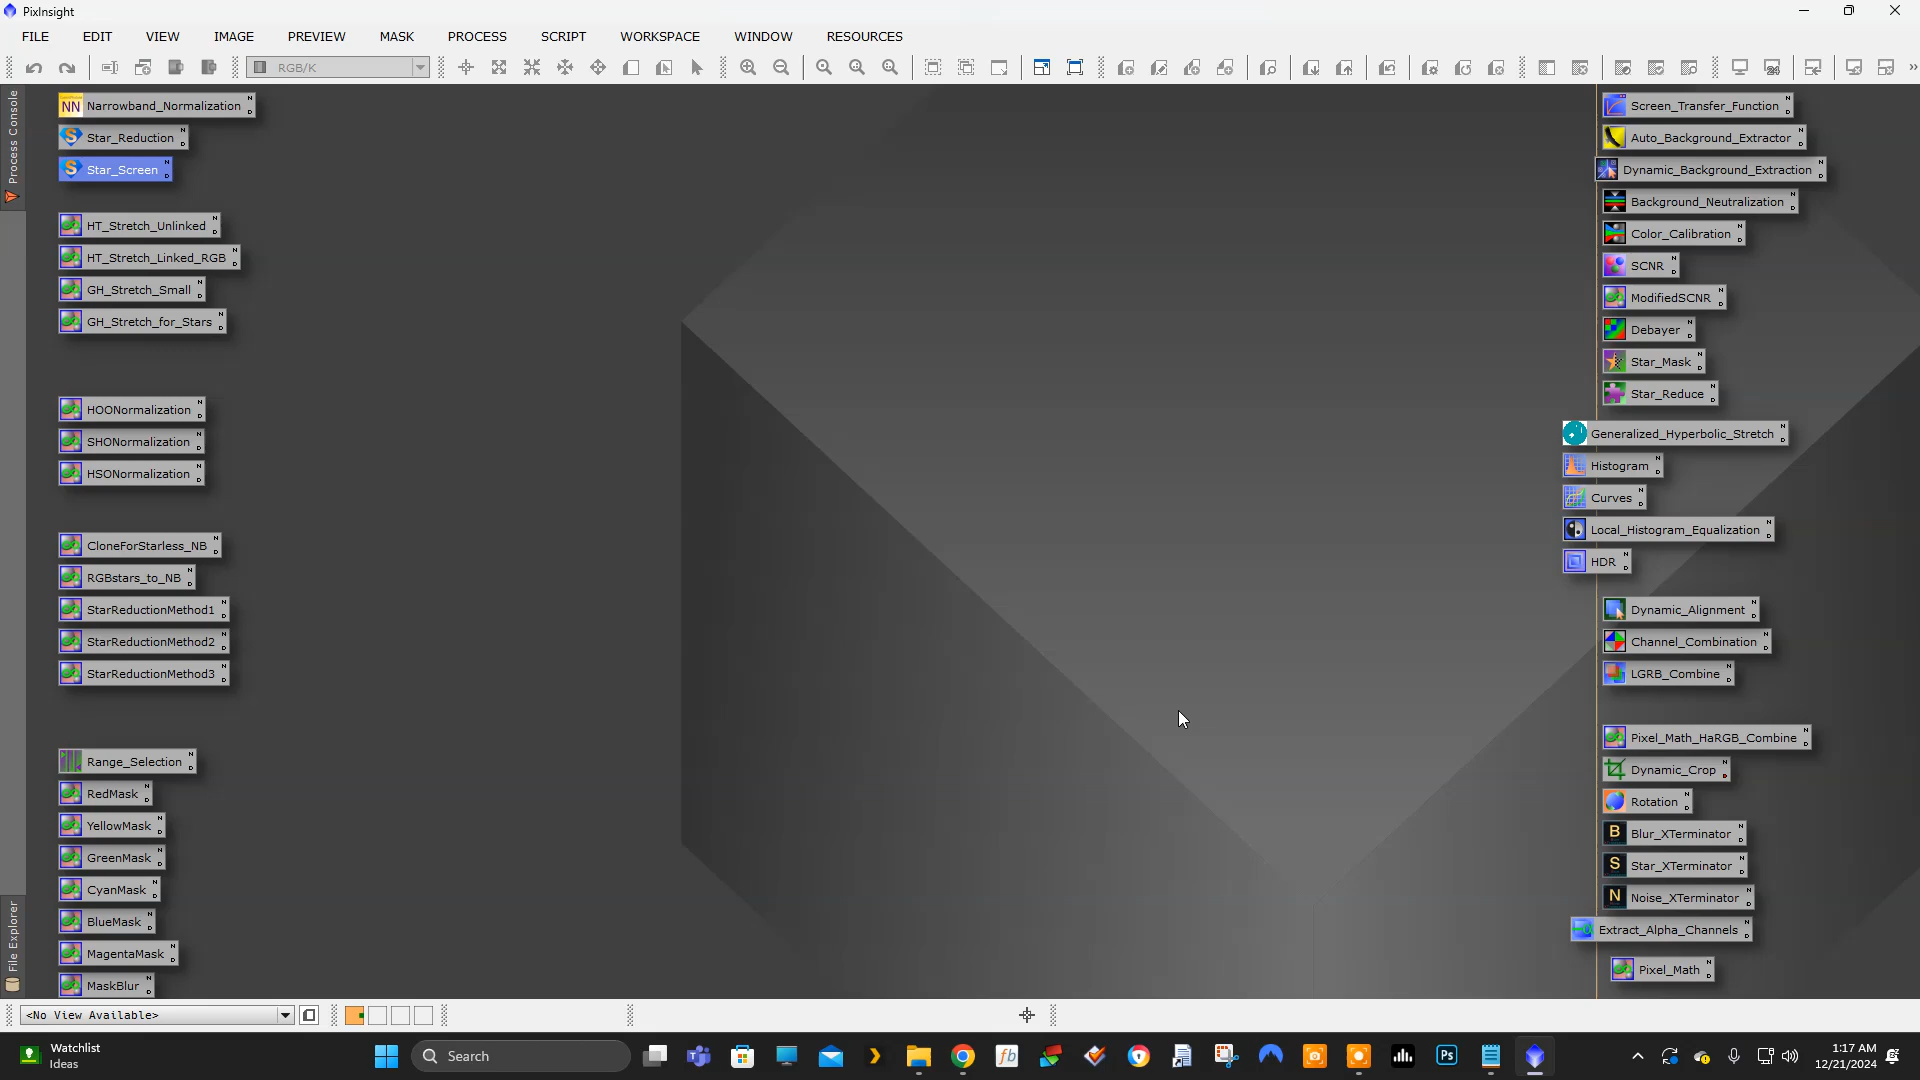 PixInsight
FILE EDIT VIEW IMAGE PREVIEW MASK PROCESS SCRIPT WORKSPACE WINDOW RESOURCES
RGB/K
Process Console
File Explorer
Narrowband_Normalization
Star_Reduction
Star_Screen
HT_Stretch_Unlinked
HT_Stretch_Linked_RGB
GH_Stretch_Small
GH_Stretch_for_Stars
HOONormalization
SHONormalization
HSONormalization
CloneForStarless_NB
RGBstars_to_NB
StarReductionMethod1
StarReductionMethod2
StarReductionMethod3
Range_Selection
RedMask
YellowMask
GreenMask
CyanMask
BlueMask
MagentaMask
MaskBlur
Screen_Transfer_Function
Auto_Background_Extractor
Dynamic_Background_Extraction
Background_Neutralization
Color_Calibration
SCNR
ModifiedSCNR
Debayer
Star_Mask
Star_Reduce
Generalized_Hyperbolic_Stretch
Histogram
Curves
Local_Histogram_Equalization
HDR
Dynamic_Alignment
Channel_Combination
LGRB_Combine
Pixel_Math_HaRGB_Combine
Dynamic_Crop
Rotation
Blur_XTerminator
Star_XTerminator
Noise_XTerminator
Extract_Alpha_Channels
Pixel_Math
<No View Available>
Watchlist
Ideas
Search
1:17 AM
12/21/2024